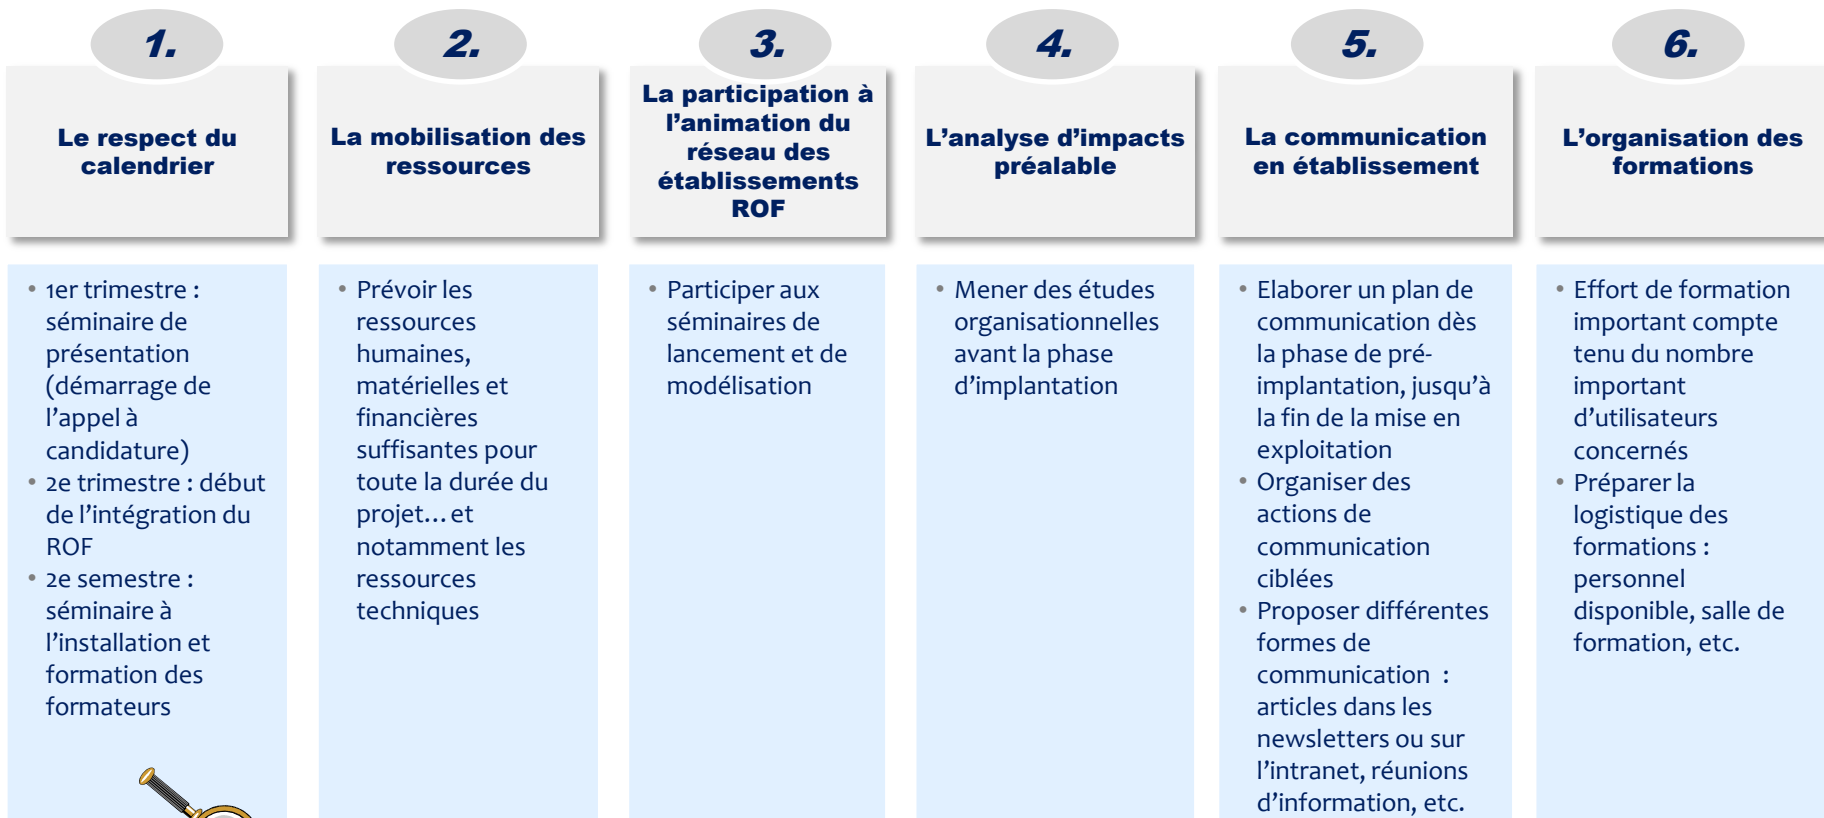 1.
Le respect du
calendrier
• 1er trimestre :
séminaire de
présentation
(démarrage de
l’appel à
candidature)
• 2e trimestre : début
de l’intégration du
ROF
• 2e semestre :
séminaire à
l’installation et
formation des
formateurs
2.
La mobilisation des
ressources
• Prévoir les
ressources
humaines,
matérielles et
financières
suffisantes pour
toute la durée du
projet… et
notamment les
ressources
techniques
3.
La participation à
l’animation du
réseau des
établissements
ROF
• Participer aux
séminaires de
lancement et de
modélisation
4.
L’analyse d’impacts
préalable
• Mener des études
organisationnelles
avant la phase
d’implantation
5.
La communication
en établissement
• Elaborer un plan de
communication dès
la phase de pré-
implantation, jusqu’à
la fin de la mise en
exploitation
• Organiser des
actions de
communication
ciblées
• Proposer différentes
formes de
communication :
articles dans les
newsletters ou sur
l’intranet, réunions
d’information, etc.
6.
L’organisation des
formations
• Effort de formation
important compte
tenu du nombre
important
d’utilisateurs
concernés
• Préparer la
logistique des
formations :
personnel
disponible, salle de
formation, etc.